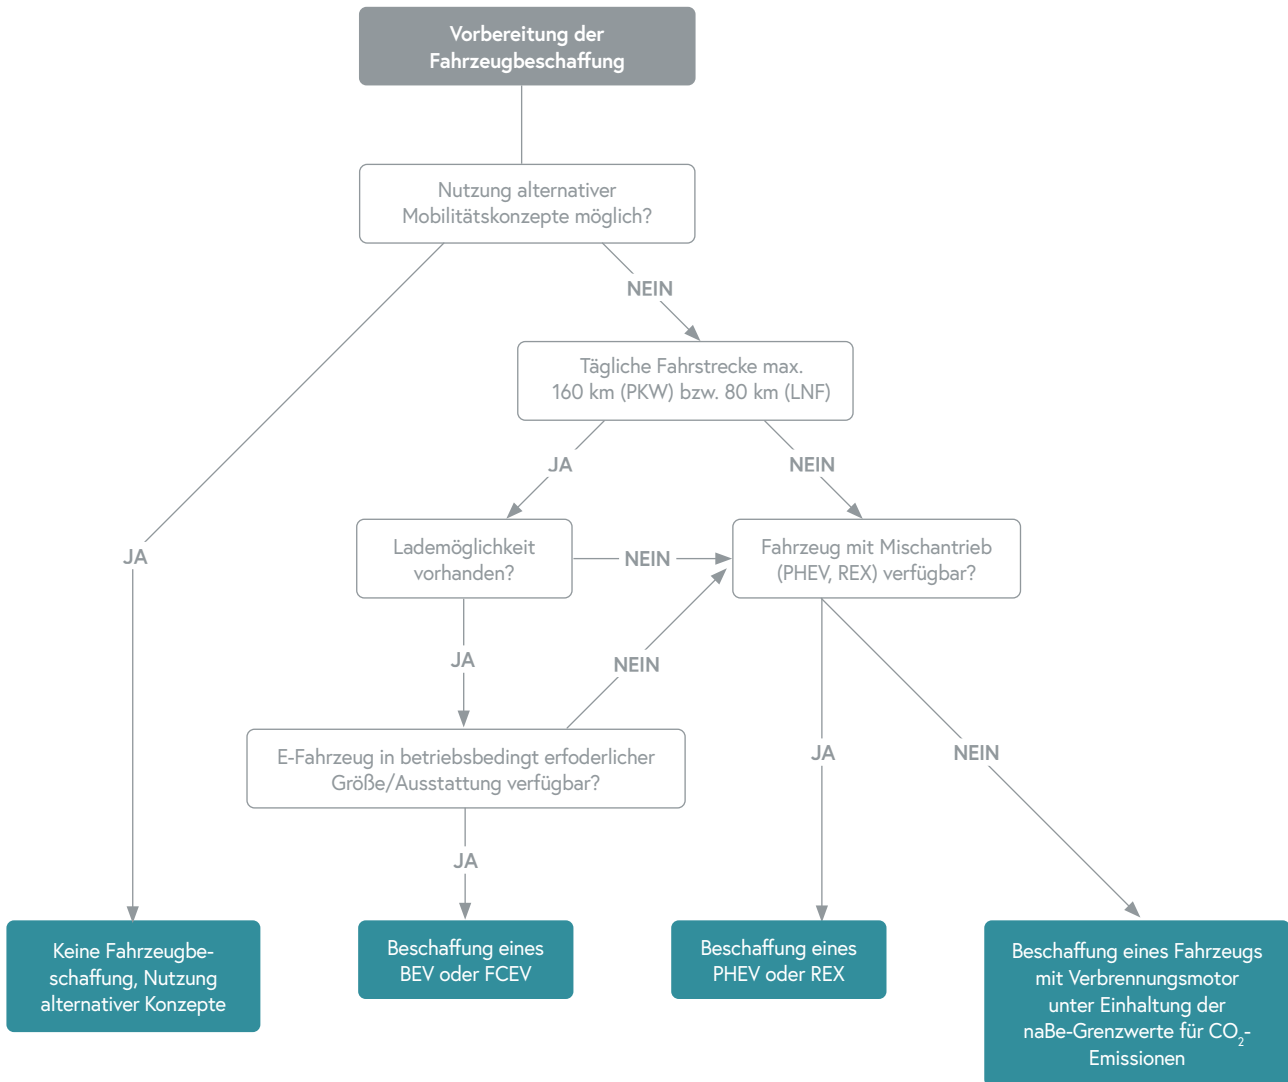 Vorbereitung der
Fahrzeugbeschaffung
Nutzung alternativer
Mobilitätskonzepte möglich?
NEIN
Tägliche Fahrstrecke max.
160 km (PKW) bzw. 80 km (LNF)
JA
NEIN
JA
Lademöglichkeit
vorhanden?
NEIN
Fahrzeug mit Mischantrieb
(PHEV, REX) verfügbar?
JA
NEIN
E-Fahrzeug in betriebsbedingt erfoderlicher
Größe/Ausstattung verfügbar?
JA
NEIN
JA
Keine Fahrzeugbe-
schaffung, Nutzung
alternativer Konzepte
Beschaffung eines
BEV oder FCEV
Beschaffung eines
PHEV oder REX
Beschaffung eines Fahrzeugs
mit Verbrennungsmotor
unter Einhaltung der
naBe-Grenzwerte für CO₂-
Emissionen